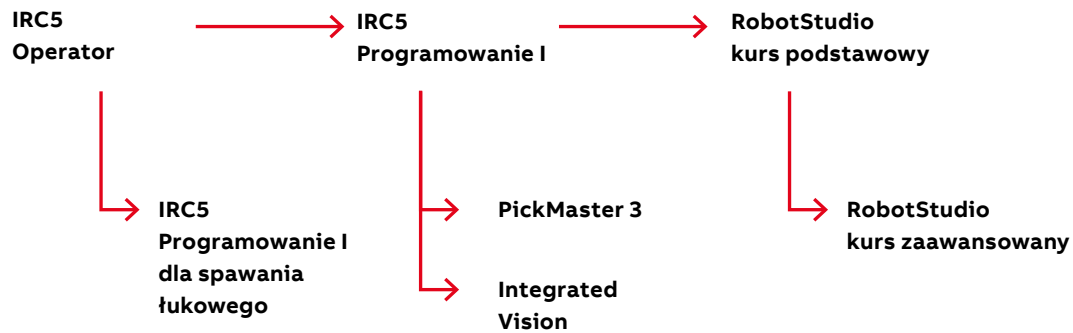 IRC5
Operator
IRC5
Programowanie I
RobotStudio
kurs podstawowy
IRC5
Programowanie I
dla spawania
łukowego
PickMaster 3
Integrated
Vision
RobotStudio
kurs zaawansowany